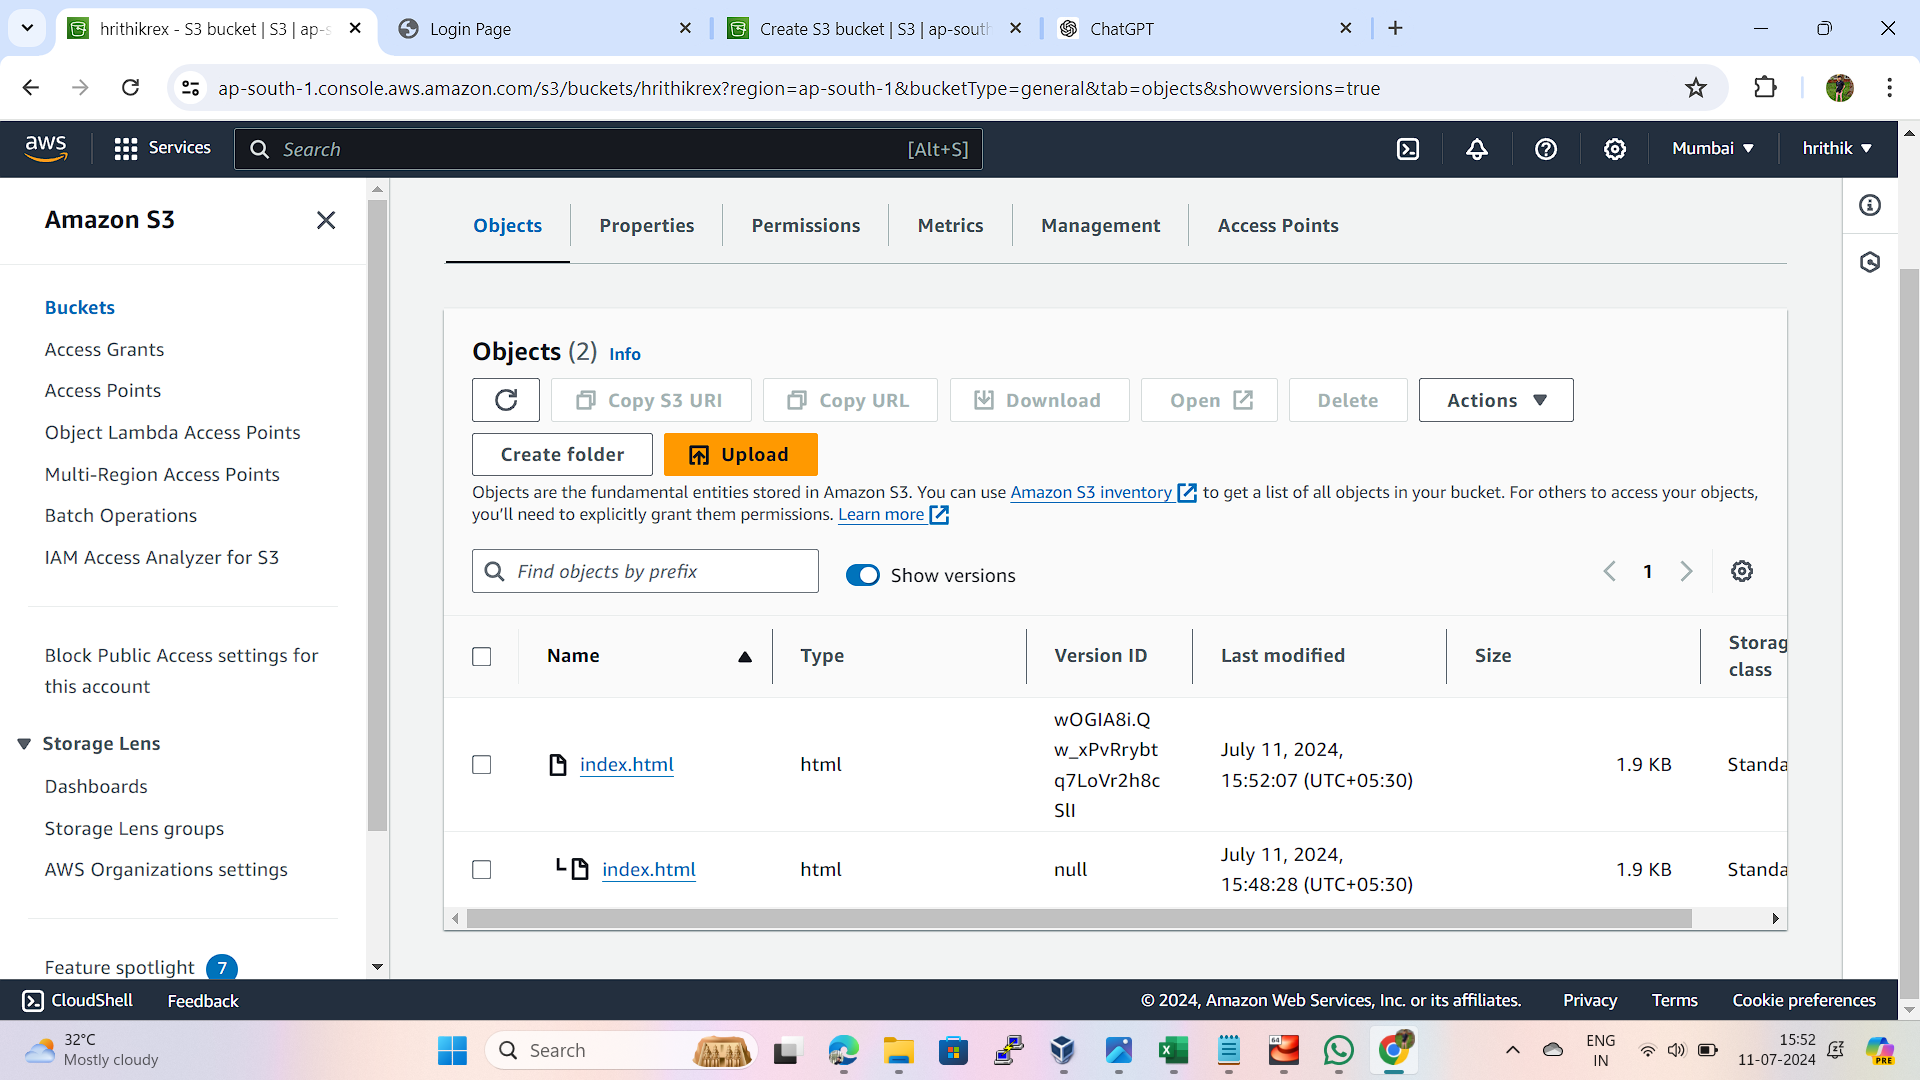 hrithikrex - S3 bucket | S3 | ap-s
Login Page
Create S3 bucket | S3 | ap-south
ChatGPT
ap-south-1.console.aws.amazon.com/s3/buckets/hrithikrex?region=ap-south-1&bucketType=general&tab=objects&showversions=true
aws
Services
Search
[Alt+S]
Mumbai
hrithik
Amazon S3
Buckets
Access Grants
Access Points
Object Lambda Access Points
Multi-Region Access Points
Batch Operations
IAM Access Analyzer for S3
Block Public Access settings for
this account
Storage Lens
Dashboards
Storage Lens groups
AWS Organizations settings
Feature spotlight 7
Objects
Properties
Permissions
Metrics
Management
Access Points
Objects (2) Info
Copy S3 URI
Copy URL
Download
Open
Delete
Actions
Create folder
Upload
Objects are the fundamental entities stored in Amazon S3. You can use Amazon S3 inventory to get a list of all objects in your bucket. For others to access your objects,
you'll need to explicitly grant them permissions. Learn more
Find objects by prefix
Show versions
1
Name
Type
Version ID
Last modified
Size
Storag
class
index.html
html
wOGIA8i.Q
w_xPvRrybt
q7LoVr2h8c
SlI
July 11, 2024,
15:52:07 (UTC+05:30)
1.9 KB
Standa
index.html
html
null
July 11, 2024,
15:48:28 (UTC+05:30)
1.9 KB
Standa
CloudShell
Feedback
© 2024, Amazon Web Services, Inc. or its affiliates.
Privacy
Terms
Cookie preferences
32°C
Mostly cloudy
Search
64
ENG
IN
15:52
11-07-2024
PRE